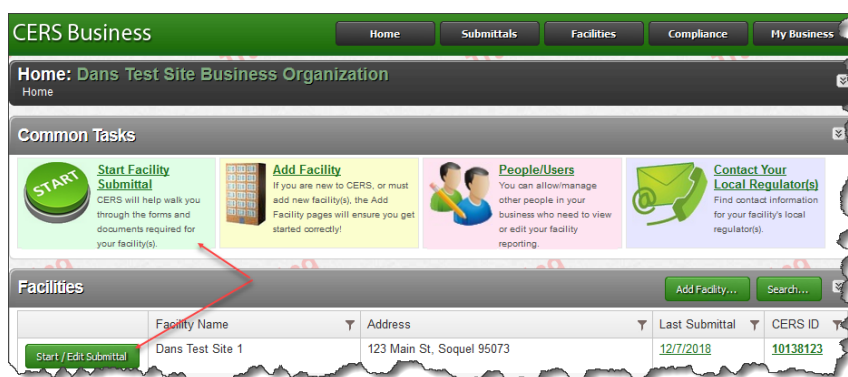 CERS Business
Home Submittals Facilities Compliance My Business
Home: Dans Test Site Business Organization
Home
Common Tasks
START
Start Facility
Submittal
CERS will help walk you
through the forms and
documents required for
your facility(s).
Add Facility
If you are new to CERS, or must
add new facility(s), the Add
Facility pages will ensure you get
started correctly!
People/Users
You can allow/manage
other people in your
business who need to view
or edit your facility
reporting.
Contact Your
Local Regulator(s)
Find contact information
for your facility's local
regulator(s).
Facilities
Add Facility... Search...
Facility Name Address Last Submittal CERS ID
Start / Edit Submittal Dans Test Site 1 123 Main St, Soquel 95073 12/7/2018 10138123